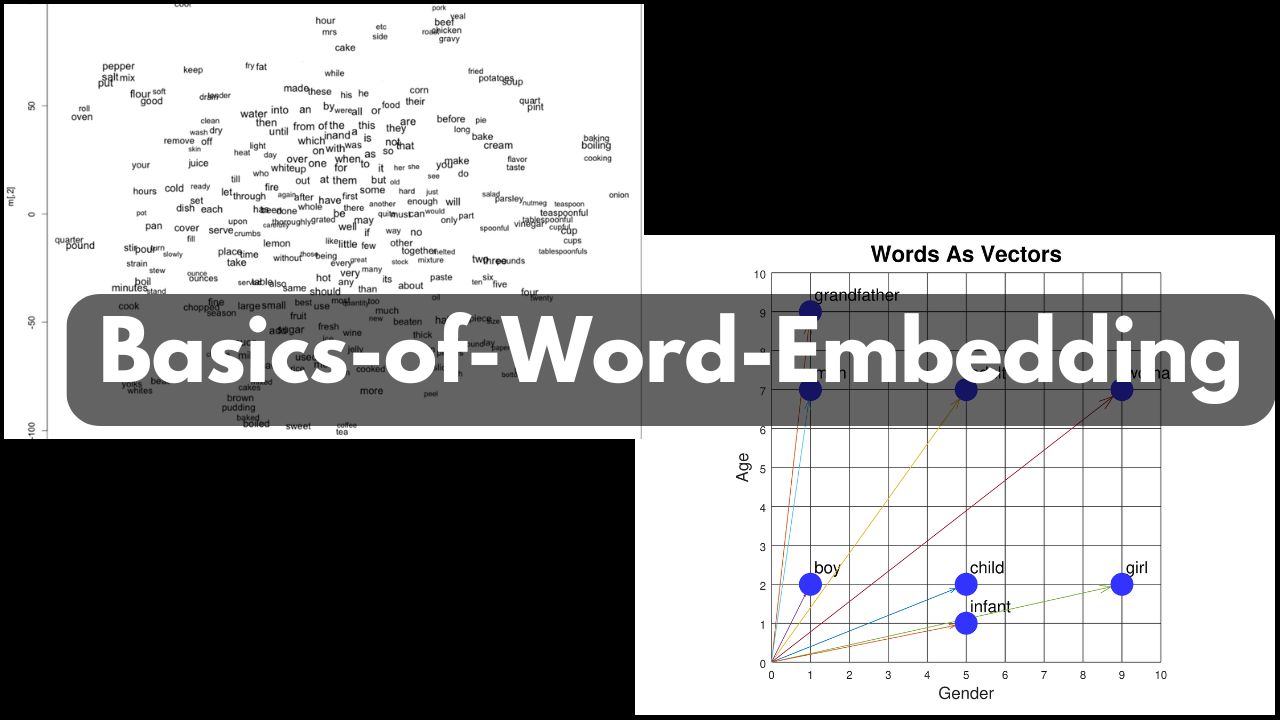 cool
pork
veal
hour
beef
etc
mrs
chicken
side
gravy
cake
pepper
keep
fry fat
while
fried
salt mix
potatoes
put
soup
made
these
corn
flour soft
his he
good
tender
food their
quart
roll
into an by were all or
pint
oven
water
clean
then
from of the this
are
before pie
wash dry
until
a
they
long
baking
remove off
which
in and
is
not
bake
boiling
skin
light
on with was
that
cream
heat day
as so
cooking
your
juice
over
when
make
flavor
white up one for to it
her she
you
taste
who
do
till
out at them but old
see
hours cold ready
fire
some hard just
onion
let
through again after have first
salad
set
another enough will
parsley nutmeg teaspoon
dish each
done whole
there
pot
be
quite must can would
part
teaspoonful
upon
thoroughly grated
may
only
tablespoonful
pan cover
carefully
well
spoonful vinegar cupful
serve
crumbs
if
way no
cup
quarter
fill
lemon
like little few other
cups
pound
stir pour turn
together melted
tablespoonfuls
slowly
place time
without those being
strain
take
every great
stock mixture
two three pounds
stew
ounce
very many
boil
ounces
hot any
its
paste
six
minutes stand
table also same should than
about
ten five
four
twenty
cook
chopped
fine
large small best use most quantity too
oil
season
fruit
much
piece size
sugar
fresh
new beaten
wine
thick
jelly
used
cooked
yolks
whites
cakes
more
peel
brown
pudding
baked
boiled
sweet
coffee
tea
m[,2]
50
0
-50
-100
Basics-of-Word-Embedding
Words As Vectors
10
grandfather
9
8
7
6
5
4
3
boy
child
girl
2
infant
1
0
0 1 2 3 4 5 6 7 8 9 10
Age
Gender